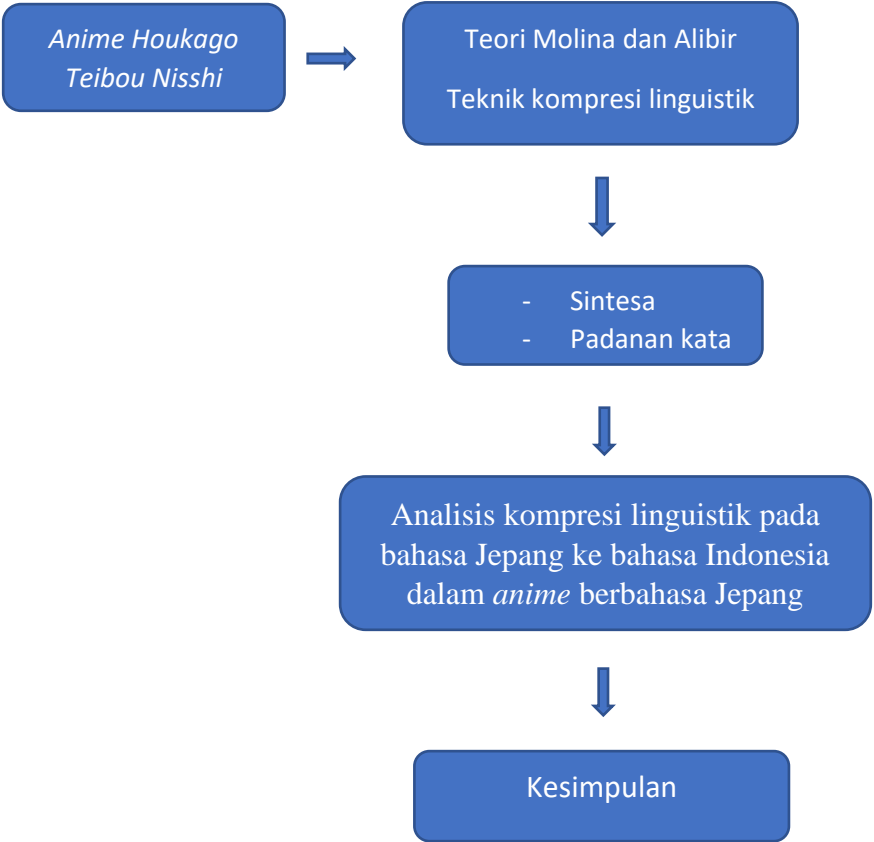 Anime Houkago
Teibou Nisshi
Teori Molina dan Alibir
Teknik kompresi linguistik
- Sintesa
- Padanan kata
Analisis kompresi linguistik pada
bahasa Jepang ke bahasa Indonesia
dalam anime berbahasa Jepang
Kesimpulan